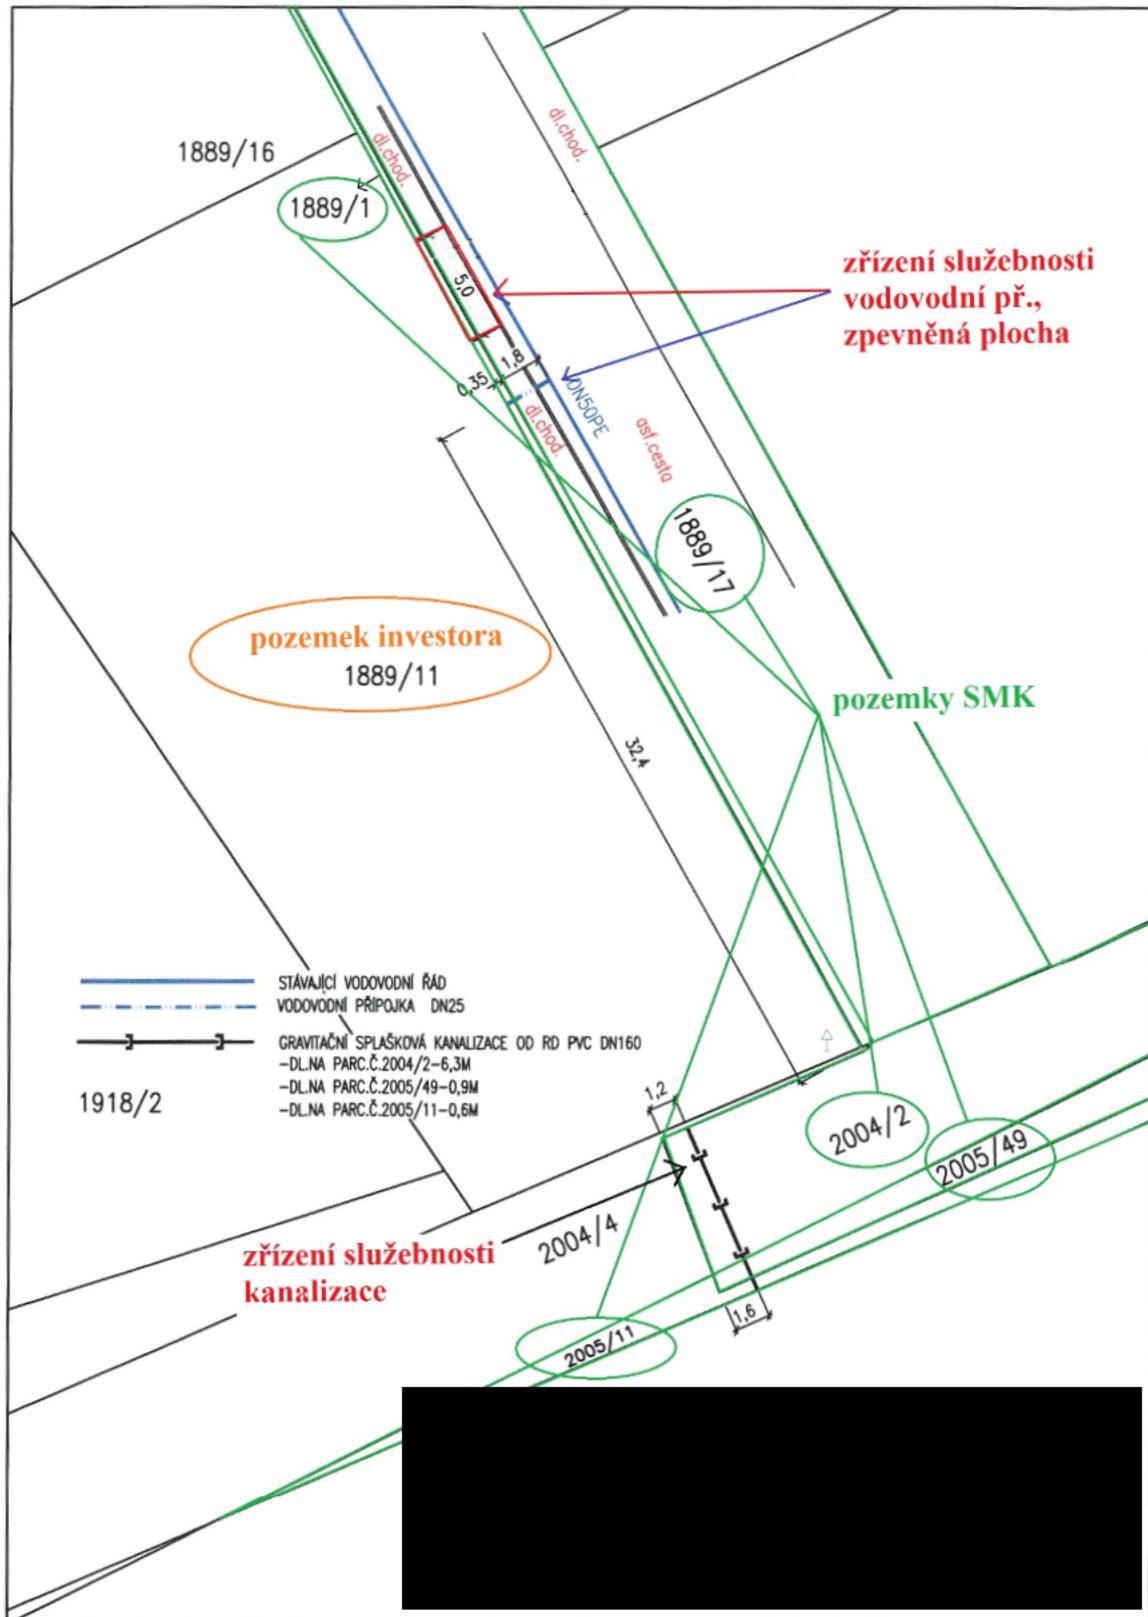 dl.chod.
dl.chod.
1889/16
1889/1
zřízení služebnosti
vodovodní př.,
zpevněná plocha
5,0
1,8
0,35
DN50PE
dl.chod.
asf.cesta
1889/17
pozemek investora
1889/11
pozemky SMK
32,4
STÁVAJÍCÍ VODOVODNÍ ŘÁD
VODOVODNÍ PŘÍPOJKA DN25
GRAVITAČNÍ SPLAŠKOVÁ KANALIZACE OD RD PVC DN160
-DL.NA PARC.Č.2004/2-6,3M
-DL.NA PARC.Č.2005/49-0,9M
-DL.NA PARC.Č.2005/11-0,6M
1918/2
1,2
2004/2
2005/49
2004/4
zřízení služebnosti
kanalizace
1,6
2005/11